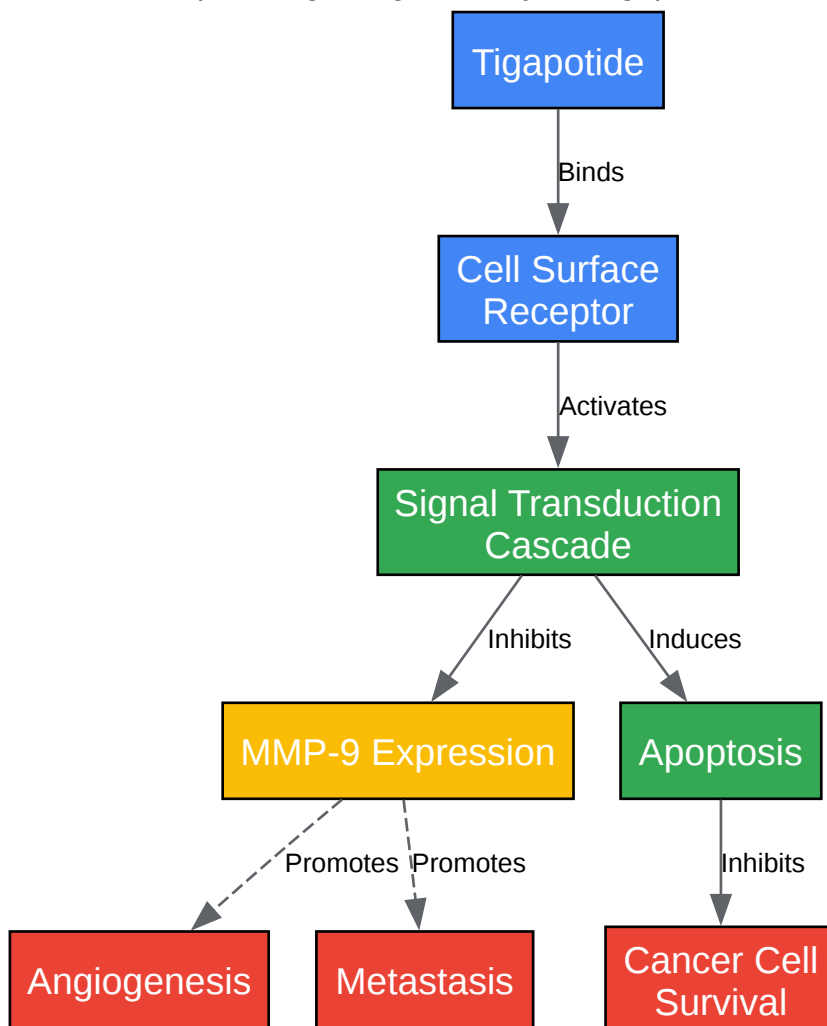 Tigapotide
Binds
Cell Surface
Receptor
Activates
Signal Transduction
Cascade
Inhibits Induces
MMP-9 Expression Apoptosis
Promotes Promotes Inhibits
Angiogenesis Metastasis Cancer Cell
Survival